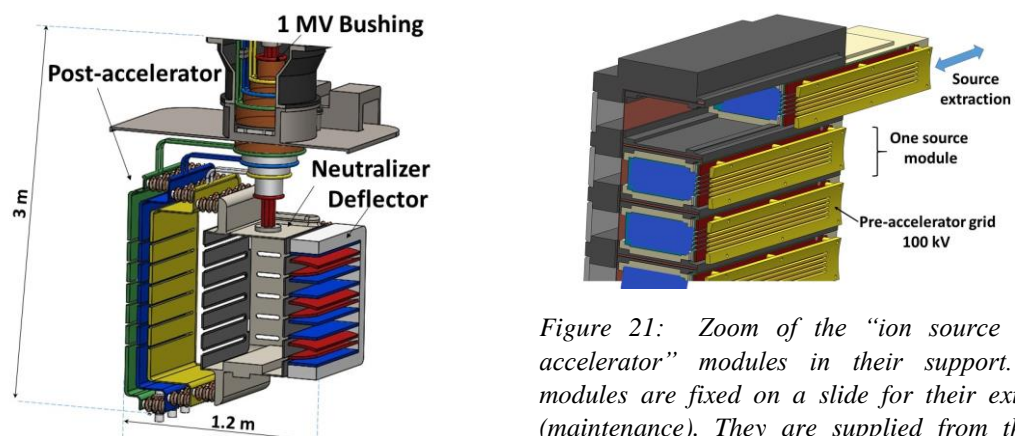 1 MV Bushing
Post-accelerator
Neutralizer
Deflector
3 m
1.2 m
Source
extraction
One source
module
Pre-accelerator grid
100 kV
Figure 21: Zoom of the “ion source
accelerator” modules in their support.
modules are fixed on a slide for their ext
(maintenance). They are supplied from th